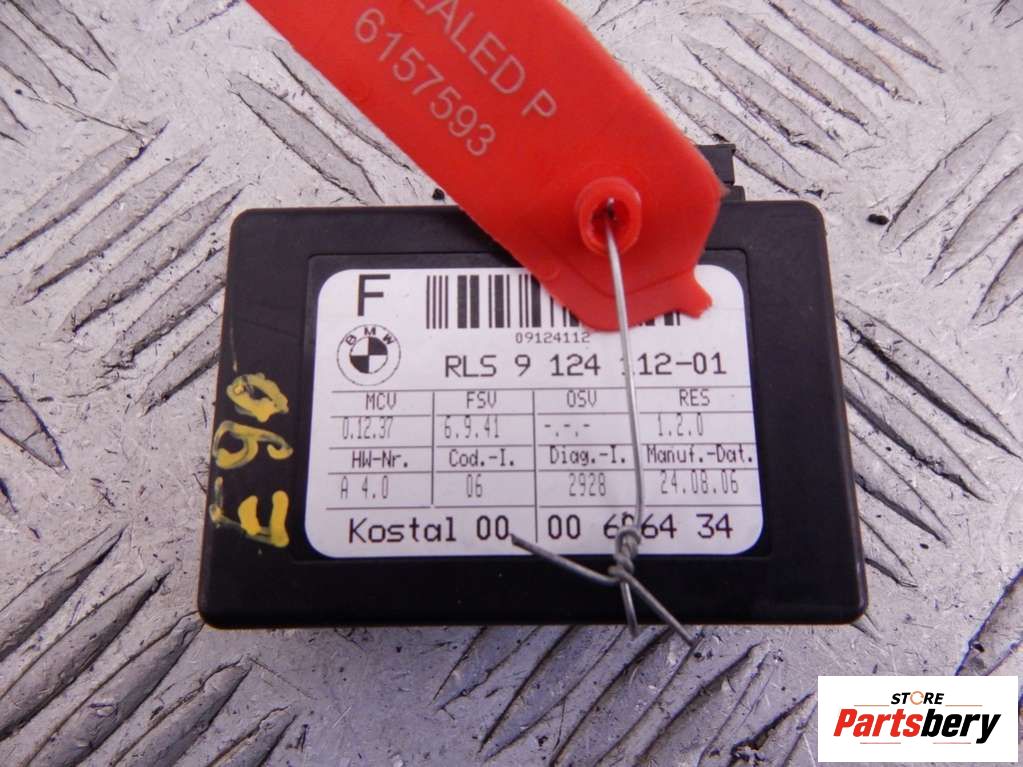 EALED P
6157593
F
BMW
09124112
RLS 9 124 112-01
MCV FSV OSV RES
0.12.37 6.9.41 -.-.- 1.2.0
HW-Nr. Cod.-I. Diag.-I. Manuf.-Dat.
A 4.0 06 2928 24.08.06
Kostal 00 00 34
E90
STORE
Partsbery